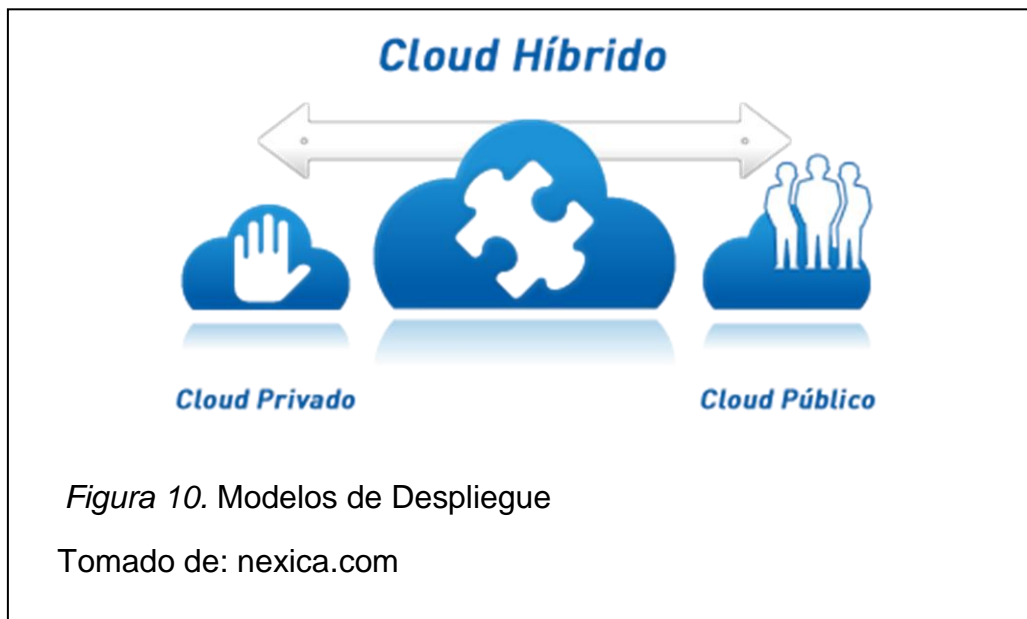 Cloud Híbrido
Cloud Privado
Cloud Público
Figura 10. Modelos de Despliegue
Tomado de: nexica.com